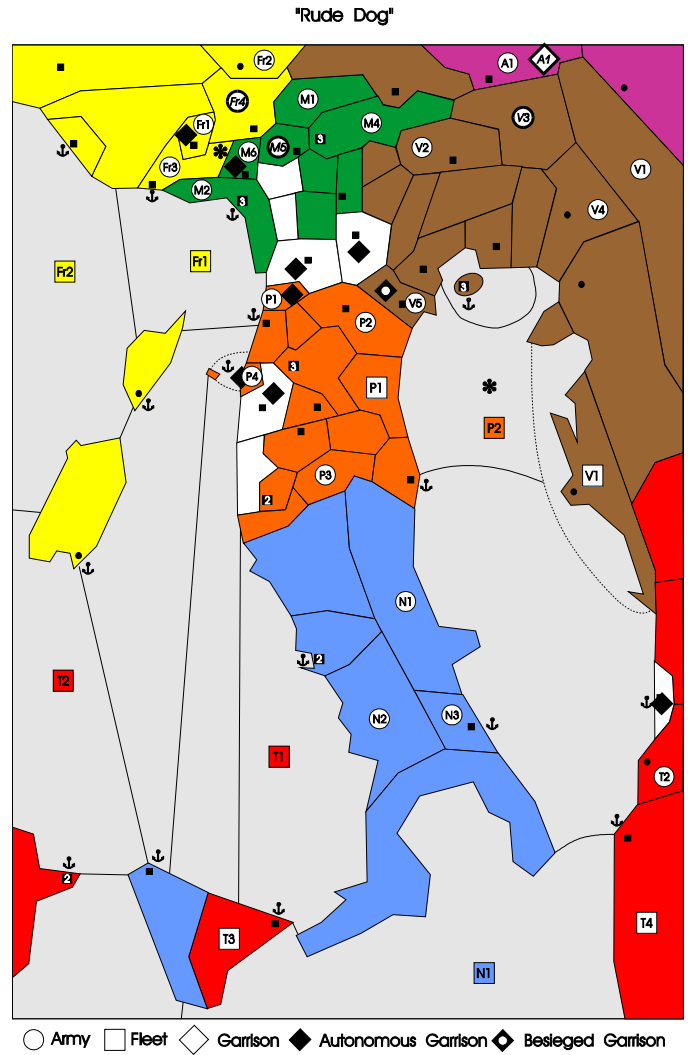 "Rude Dog"
Fr2
A1
A1
M1
Fr4
V3
Fr1
M4
3
M6
M5
V2
Fr3
V1
M2
3
V4
Fr2
Fr1
3
P1
V5
P2
3
P4
P1
*
P2
P3
V1
2
N1
2
T2
N2
N3
T1
T2
2
T3
T4
N1
Army Fleet Garrison Autonomous Garrison Besieged Garrison